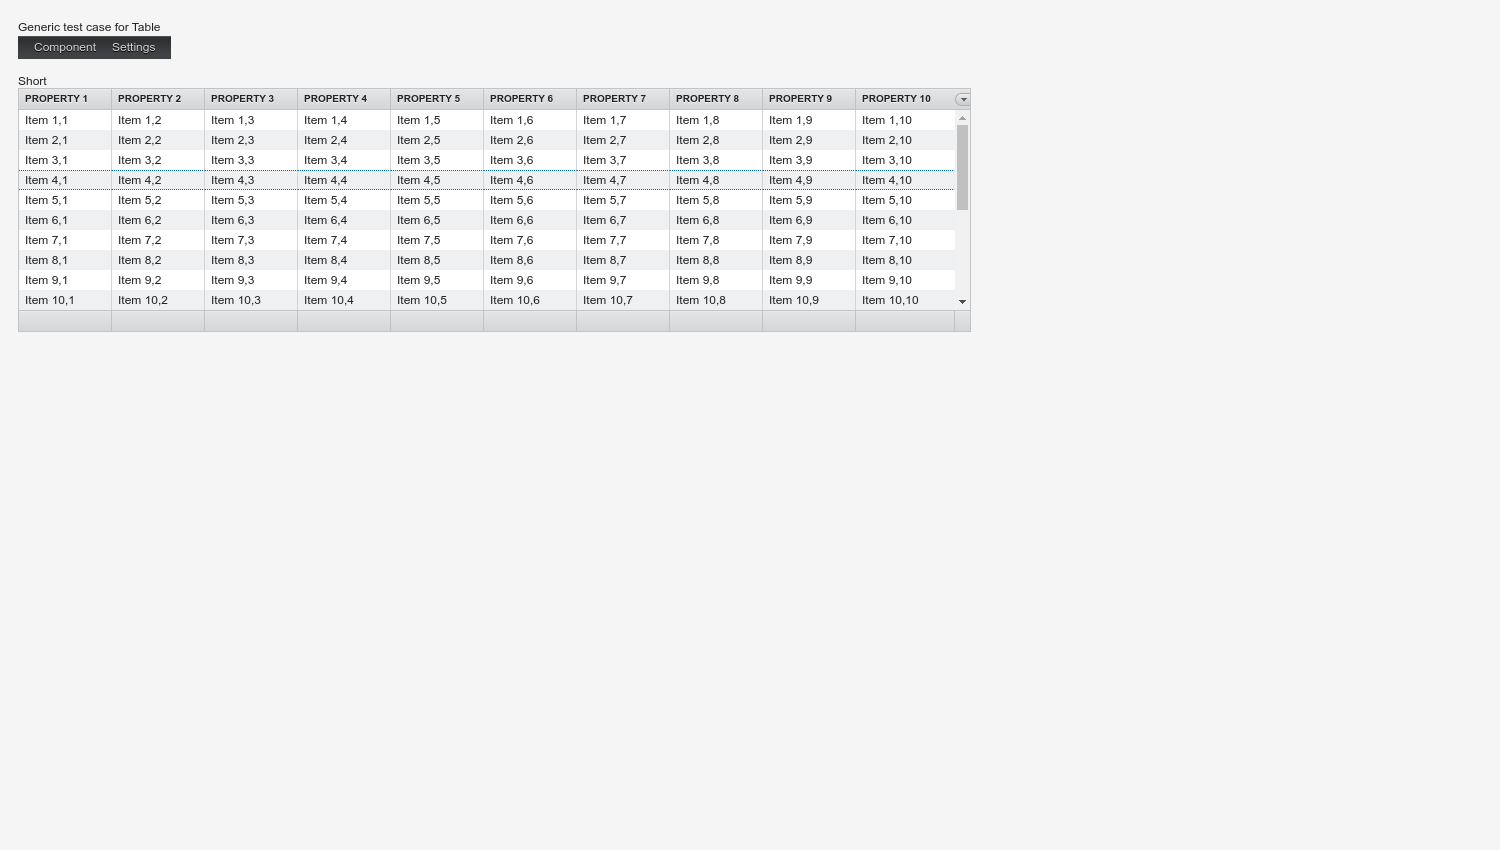 Generic test case for Table
Component Settings
Short
PROPERTY 1 PROPERTY 2 PROPERTY 3 PROPERTY 4 PROPERTY 5 PROPERTY 6 PROPERTY 7 PROPERTY 8 PROPERTY 9 PROPERTY 10
Item 1,1 Item 1,2 Item 1,3 Item 1,4 Item 1,5 Item 1,6 Item 1,7 Item 1,8 Item 1,9 Item 1,10
Item 2,1 Item 2,2 Item 2,3 Item 2,4 Item 2,5 Item 2,6 Item 2,7 Item 2,8 Item 2,9 Item 2,10
Item 3,1 Item 3,2 Item 3,3 Item 3,4 Item 3,5 Item 3,6 Item 3,7 Item 3,8 Item 3,9 Item 3,10
Item 4,1 Item 4,2 Item 4,3 Item 4,4 Item 4,5 Item 4,6 Item 4,7 Item 4,8 Item 4,9 Item 4,10
Item 5,1 Item 5,2 Item 5,3 Item 5,4 Item 5,5 Item 5,6 Item 5,7 Item 5,8 Item 5,9 Item 5,10
Item 6,1 Item 6,2 Item 6,3 Item 6,4 Item 6,5 Item 6,6 Item 6,7 Item 6,8 Item 6,9 Item 6,10
Item 7,1 Item 7,2 Item 7,3 Item 7,4 Item 7,5 Item 7,6 Item 7,7 Item 7,8 Item 7,9 Item 7,10
Item 8,1 Item 8,2 Item 8,3 Item 8,4 Item 8,5 Item 8,6 Item 8,7 Item 8,8 Item 8,9 Item 8,10
Item 9,1 Item 9,2 Item 9,3 Item 9,4 Item 9,5 Item 9,6 Item 9,7 Item 9,8 Item 9,9 Item 9,10
Item 10,1 Item 10,2 Item 10,3 Item 10,4 Item 10,5 Item 10,6 Item 10,7 Item 10,8 Item 10,9 Item 10,10